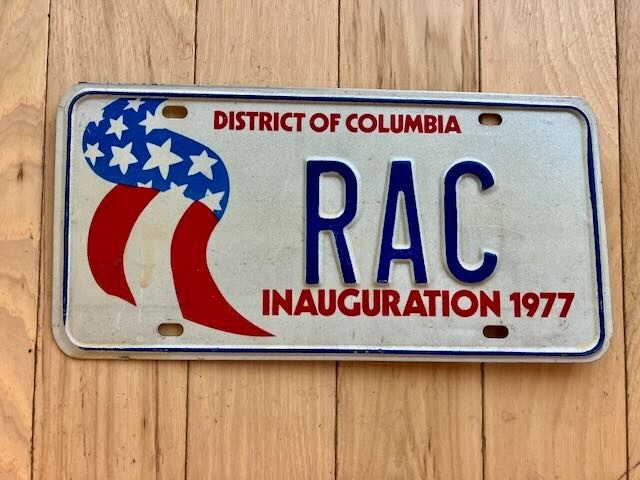 DISTRICT OF COLUMBIA
RAC
INAUGURATION 1977